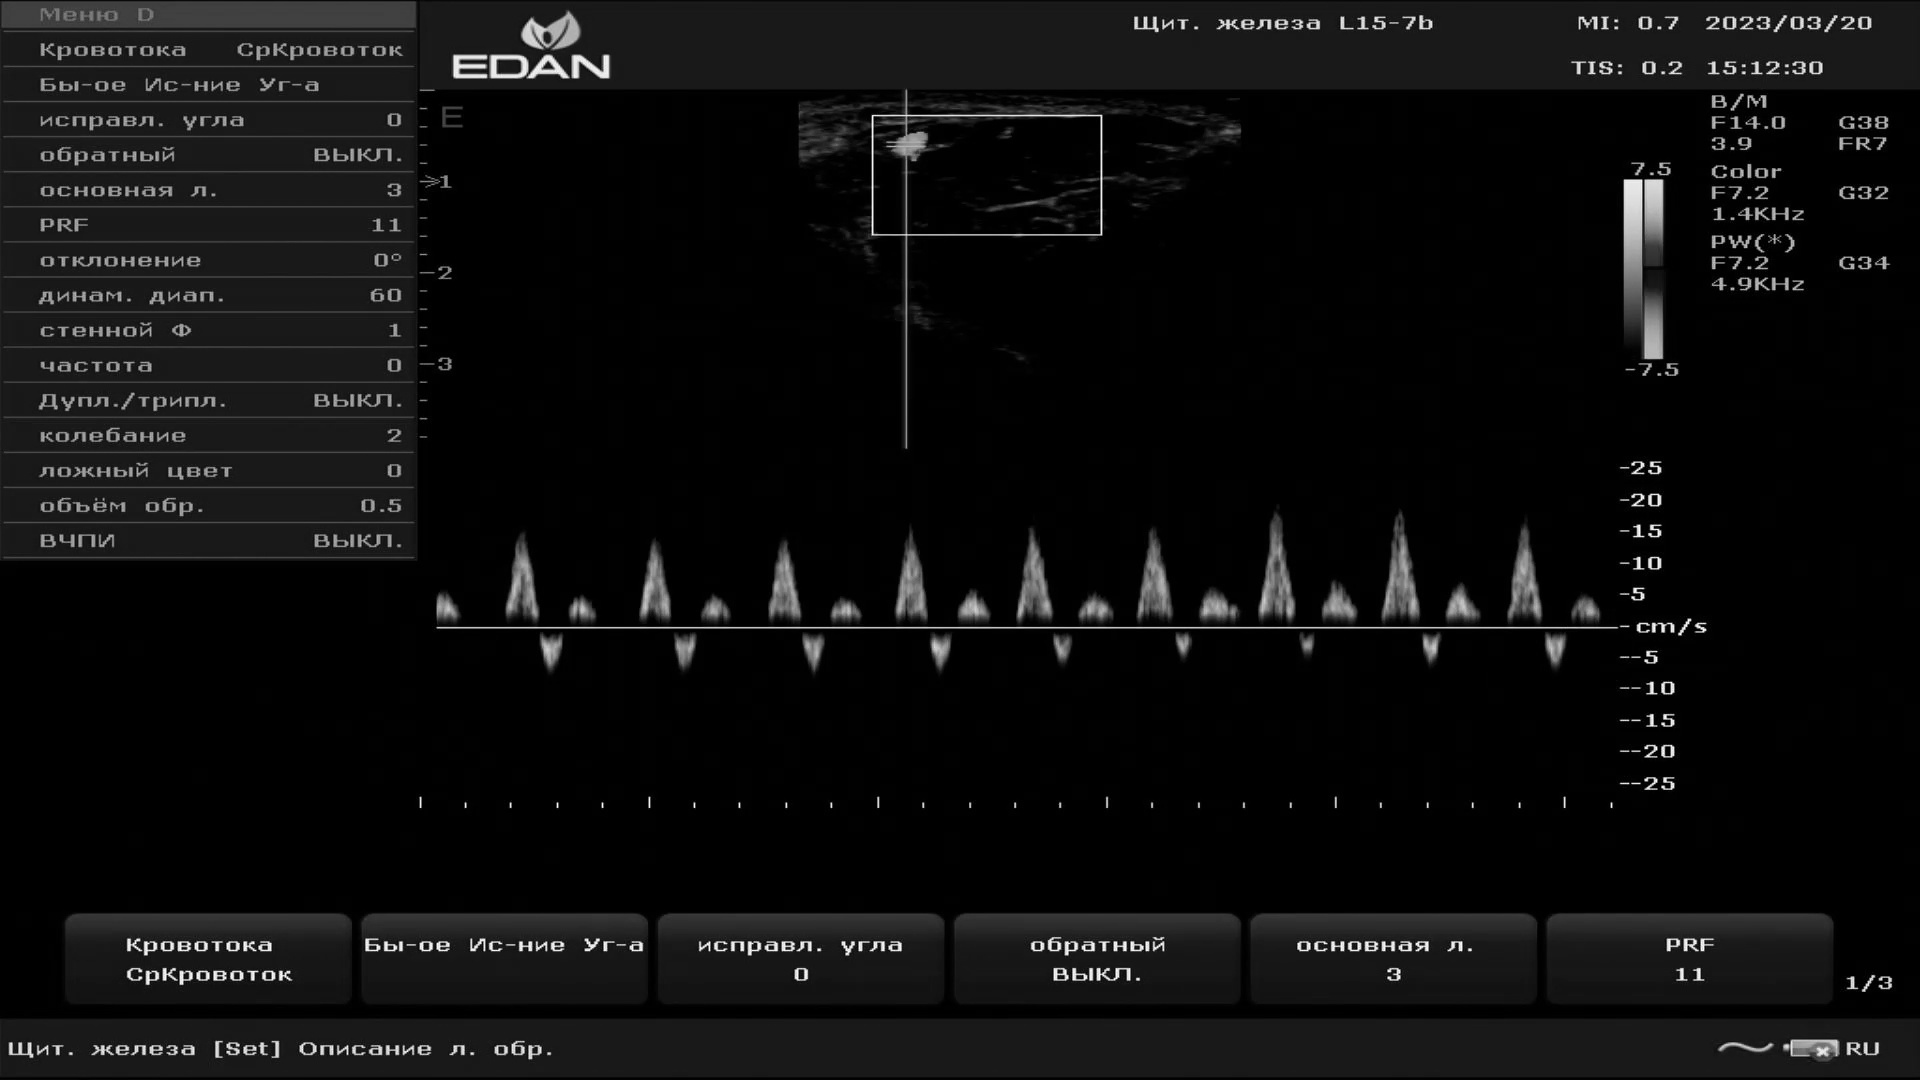 Меню D
Кровотока СрКровоток
Бы-ое Ис-ние Уг-а
исправл. угла 0
обратный ВЫКЛ.
основная л. 3
PRF 11
отклонение 0°
динам. диап. 60
стенной Ф 1
частота 0
Дупл./трипл. ВЫКЛ.
колебание 2
ложный цвет 0
объём обр. 0.5
ВЧПИ ВЫКЛ.
EDAN
Щит. железа L15-7b
MI: 0.7 2023/03/20
TIS: 0.2 15:12:30
E
>1
-2
-3
7.5
-7.5
B/M
F14.0 G38
3.9 FR7
Color
F7.2 G32
1.4KHz
PW(*)
F7.2 G34
4.9KHz
-25
-20
-15
-10
-5
-cm/s
--5
--10
--15
--20
--25
Кровотока
СрКровоток
Бы-ое Ис-ние Уг-а
исправл. угла
0
обратный
ВЫКЛ.
основная л.
3
PRF
11
1/3
Щит. железа [Set] Описание л. обр.
RU